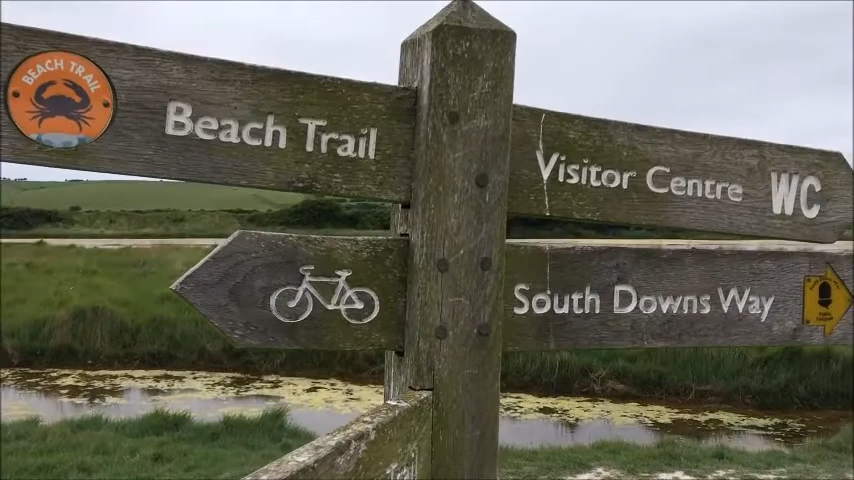 BEACH TRAIL
Beach Trail
Visitor Centre WC
South Downs Way